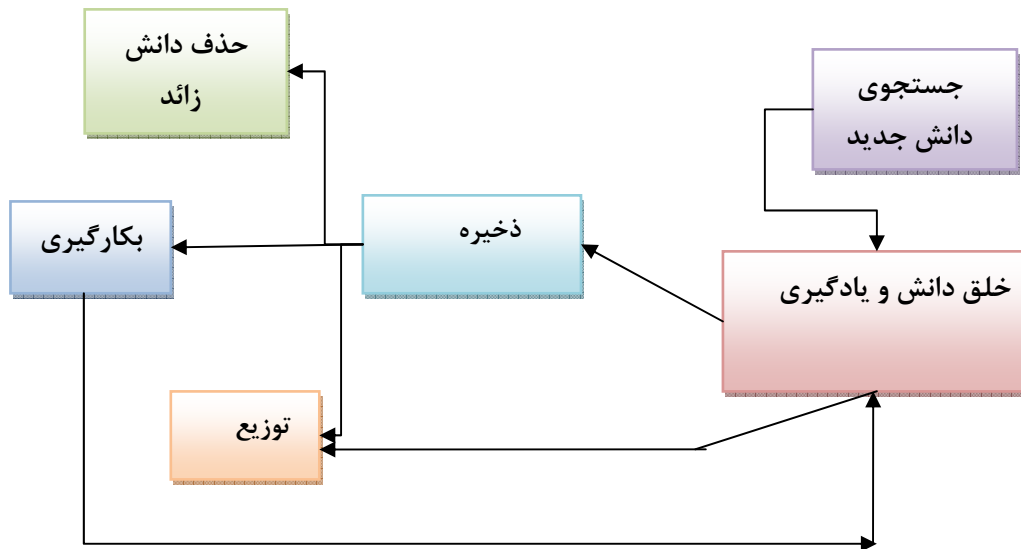 حذف دانش
زائد
جستجوی
دانش جدید
ذخیره
بکارگیری
خلق دانش و یادگیری
توزیع